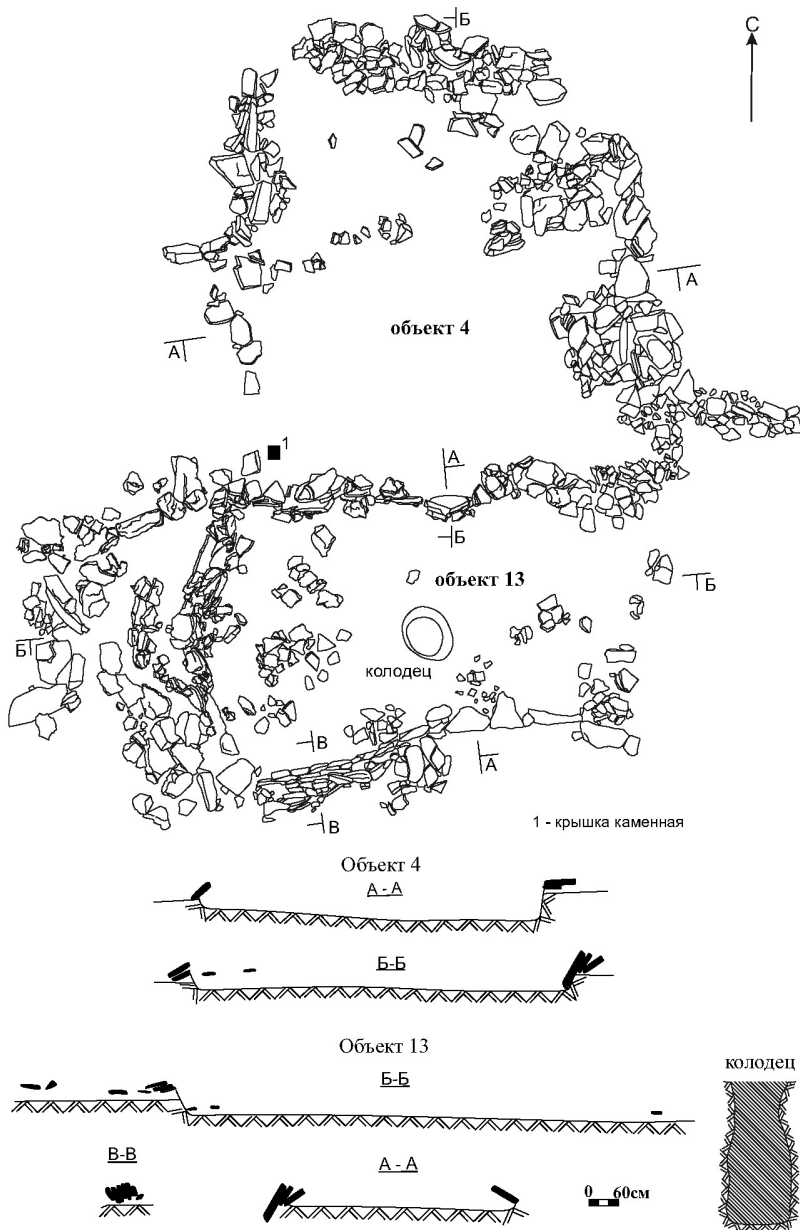 Б
С
А
объект 4
А
1
А
Б
объект 13
Б
Б
колодец
В
А
В
1 - крышка каменная
Объект 4
А - А
Б-Б
Объект 13
колодец
Б-Б
В-В
А - А
0 60см